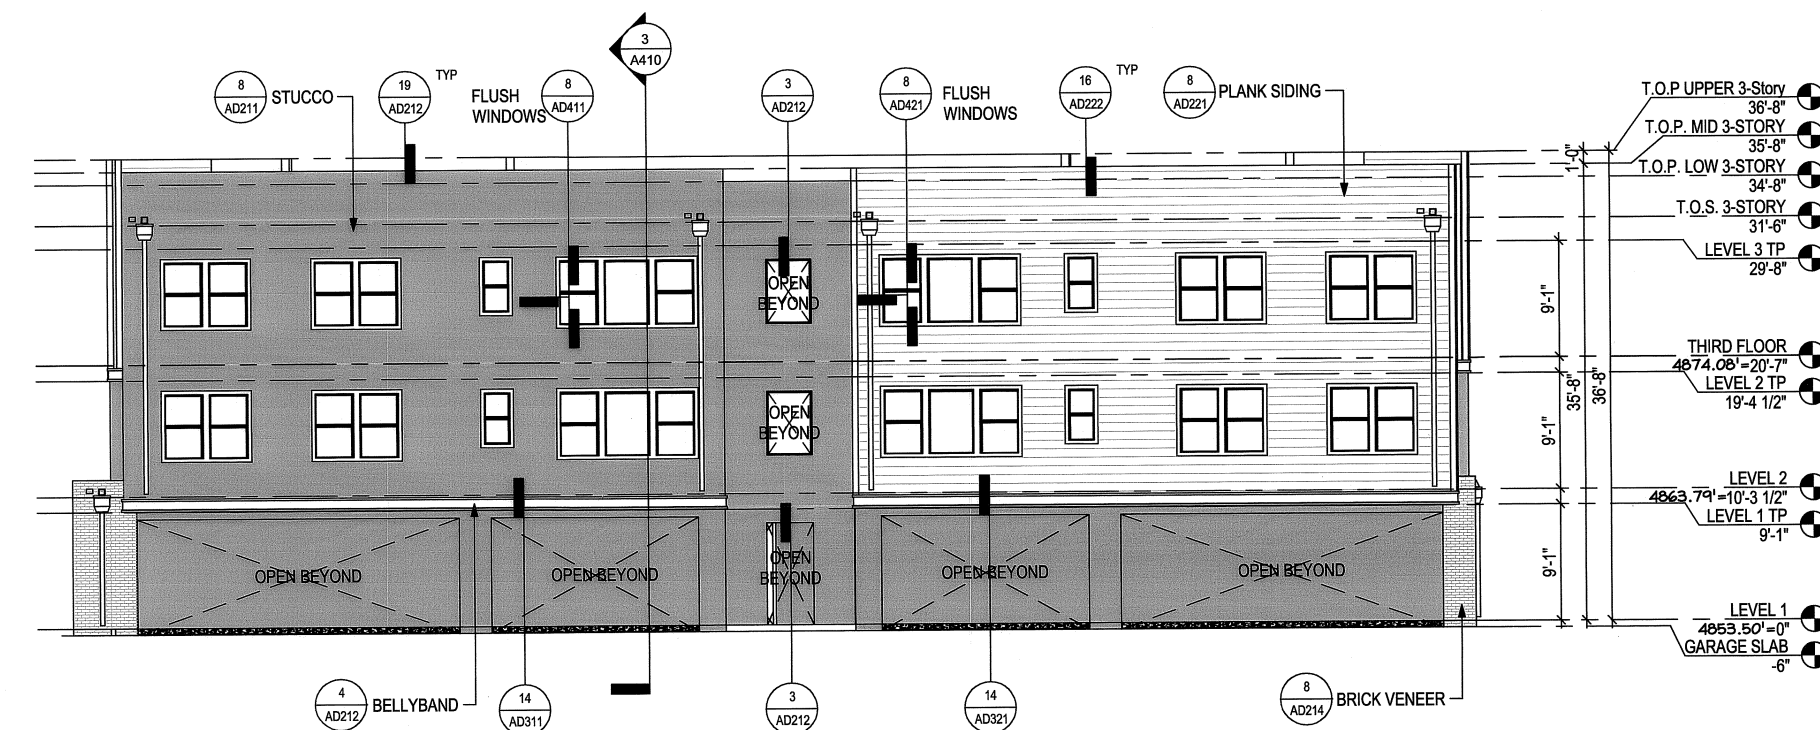 3
A410
8
AD211
STUCCO
19
AD212
TYP
FLUSH
WINDOWS
8
AD411
3
AD212
8
AD421
FLUSH
WINDOWS
16
AD222
TYP
8
AD221
PLANK SIDING
T.O.P UPPER 3-Story
36'-8"
T.O.P. MID 3-STORY
35'-8"
T.O.P. LOW 3-STORY
34'-8"
T.O.S. 3-STORY
31'-6"
LEVEL 3 TP
29'-8"
THIRD FLOOR
4874.08'=20'-7"
LEVEL 2 TP
19'-4 1/2"
LEVEL 2
4863.79'=10'-3 1/2"
LEVEL 1 TP
9'-1"
LEVEL 1
4853.50'=0"
GARAGE SLAB
-6"
1'-0"
9'-1"
9'-1"
9'-1"
35'-8"
36'-8"
OPEN
BEYOND
OPEN
BEYOND
OPEN BEYOND
OPEN BEYOND
OPEN
BEYOND
OPEN BEYOND
OPEN BEYOND
4
AD212
BELLYBAND
14
AD311
3
AD212
14
AD321
8
AD214
BRICK VENEER